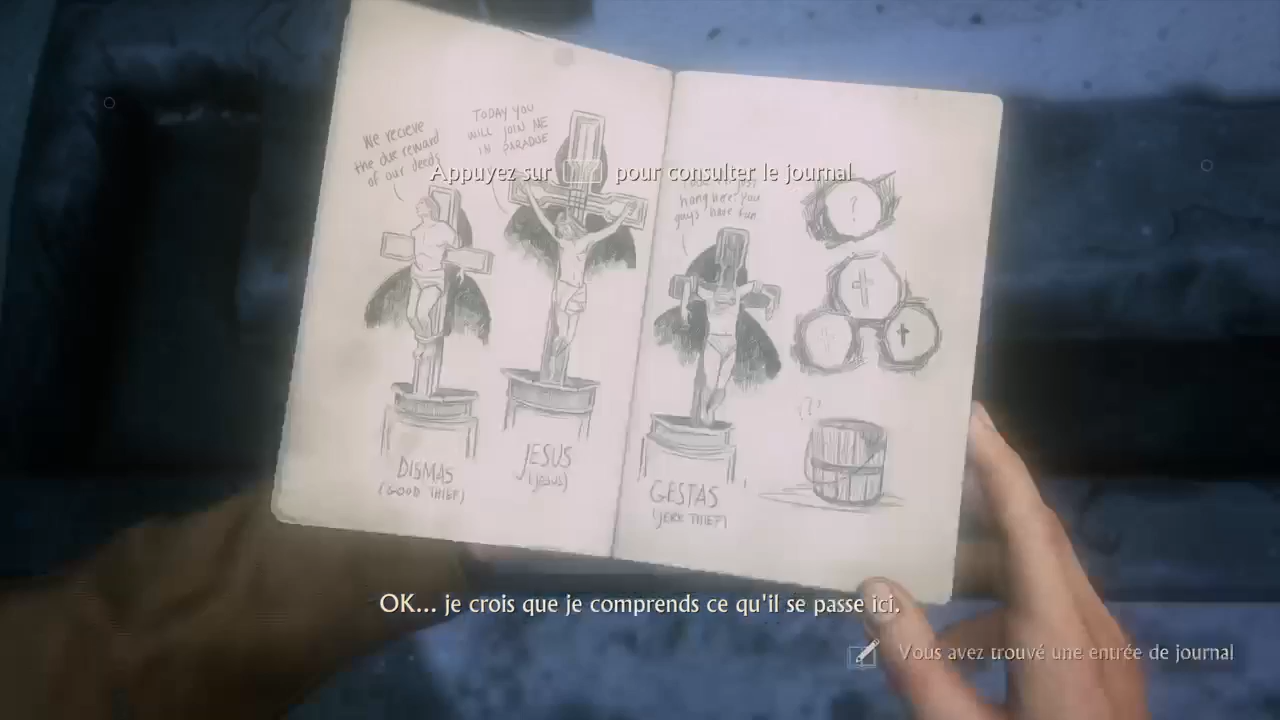 We recieve
the due reward
of our deeds
TODAY YOU
WILL JOIN ME
IN PARADISE
Appuyez sur pour consulter le journal
hang here. You
guys have fun
?
DISMAS
(GOOD THIEF)
JESUS
(jesus)
GESTAS
(JERK THIEF)
(?)
OK... je crois que je comprends ce qu'il se passe ici.
Vous avez trouvé une entrée de journal